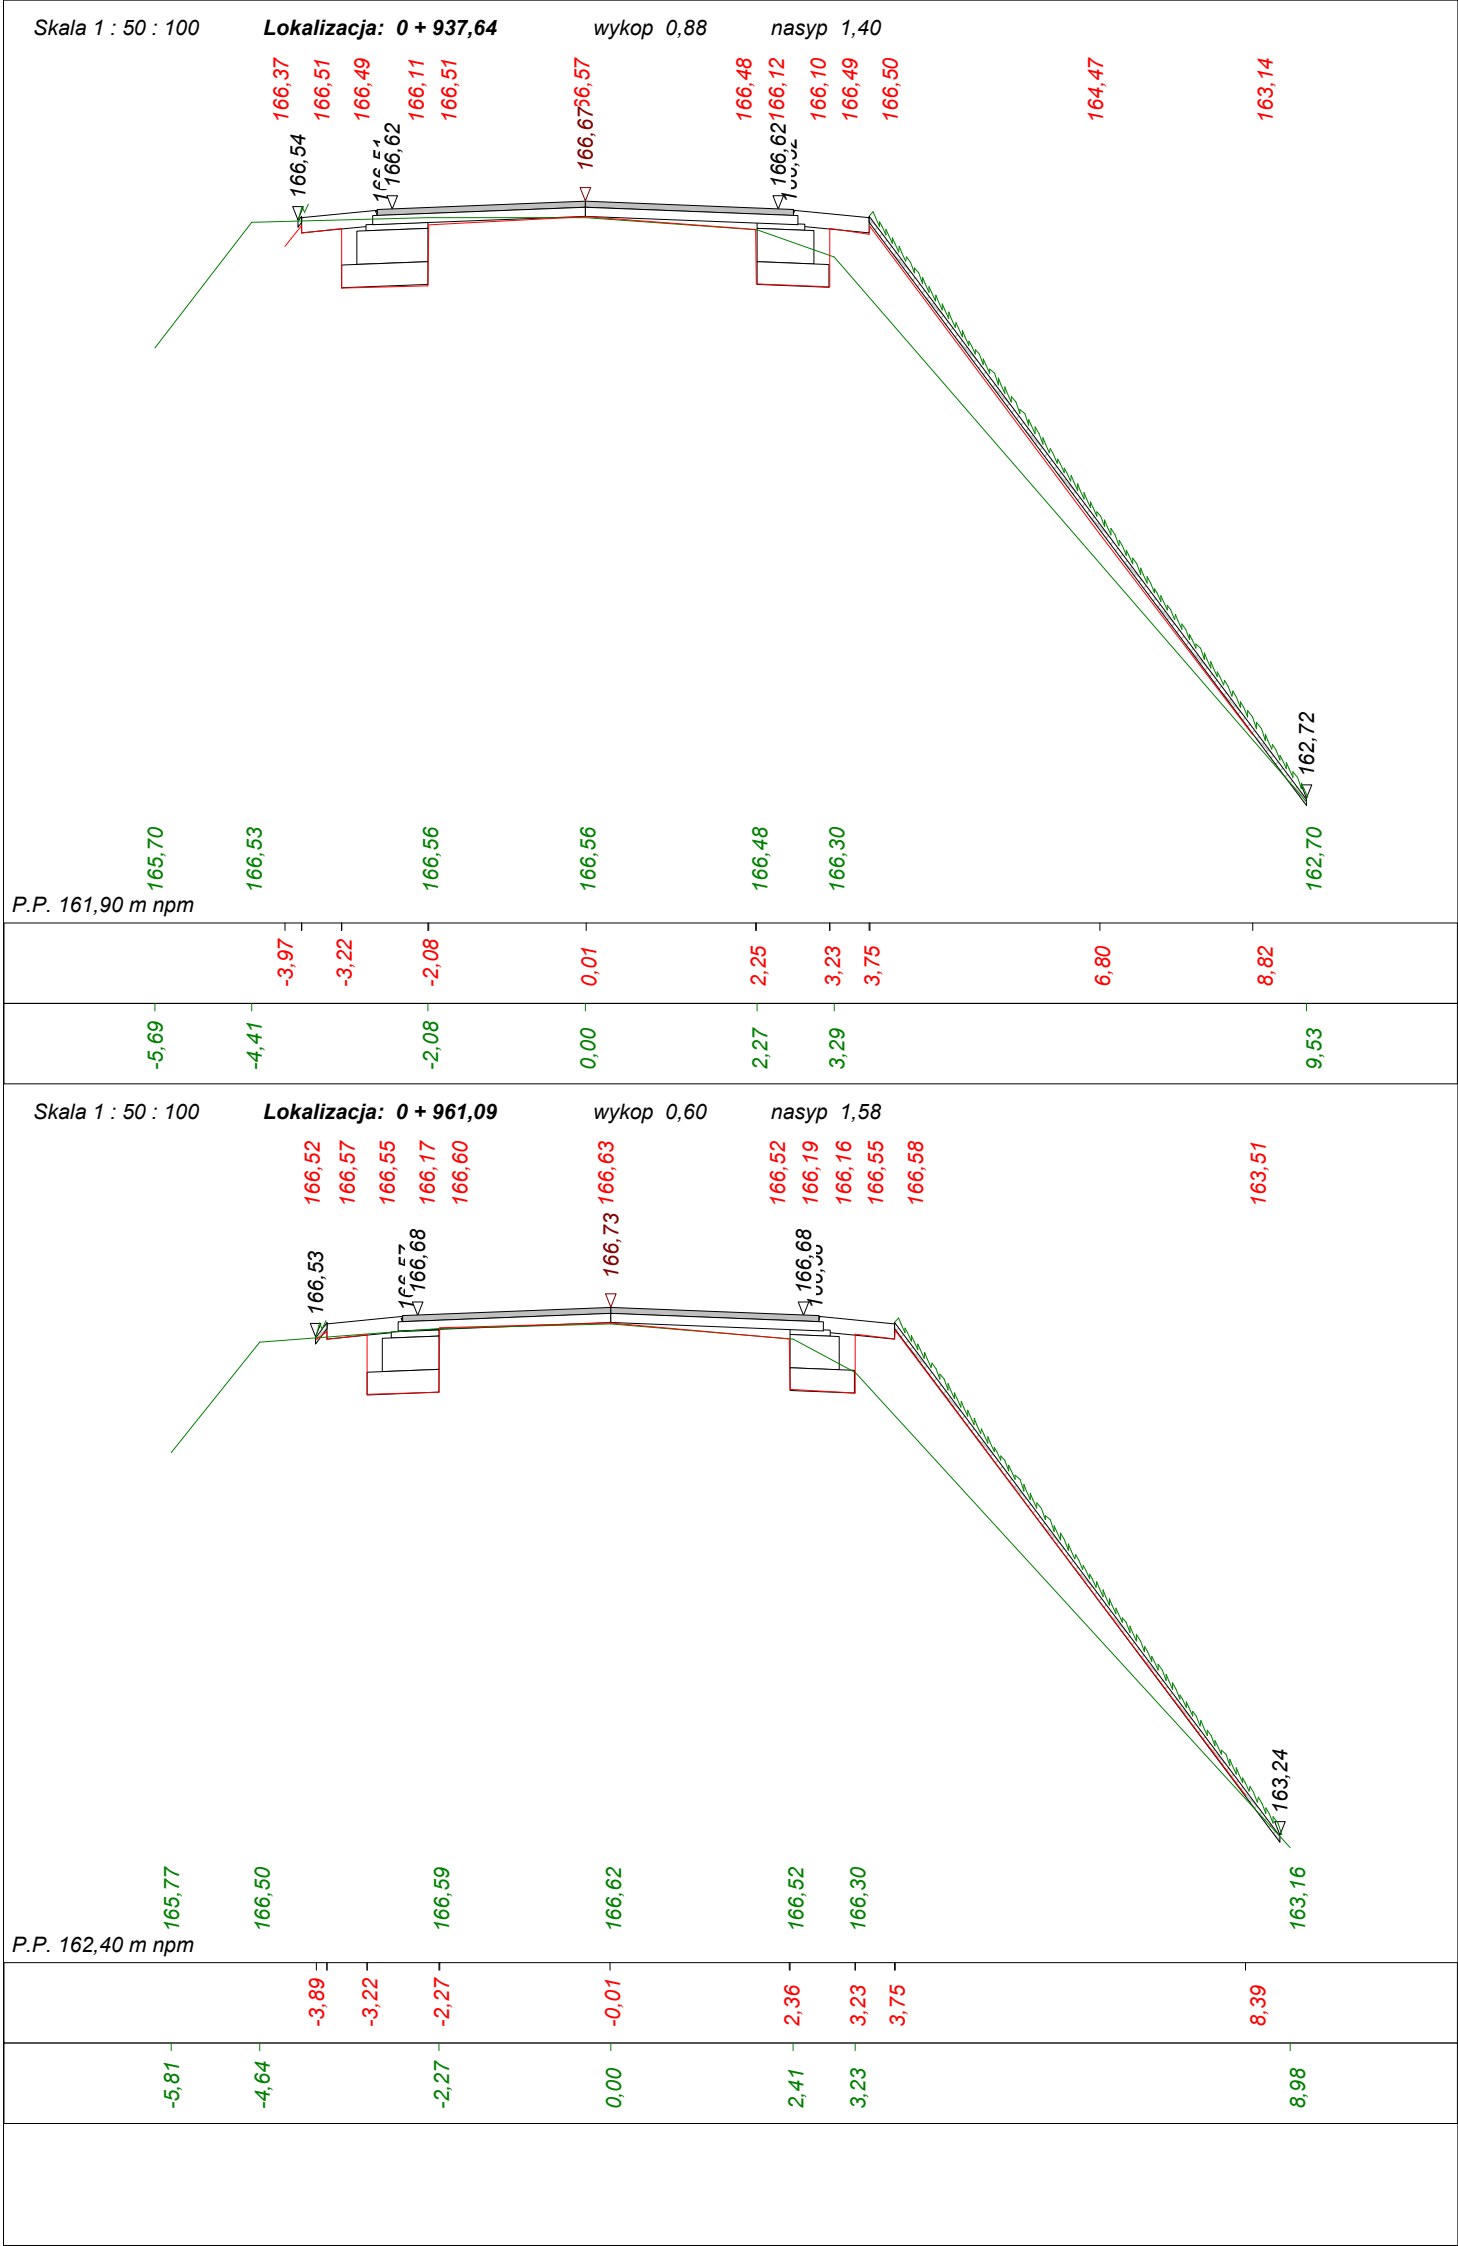 Skala 1 : 50 : 100 Lokalizacja: 0 + 937,64 wykop 0,88 nasyp 1,40
166,37 166,51 166,49 166,11 166,51 166,48 166,12 166,10 166,49 166,50 164,47 163,14
166,54 166,62 166,67 166,62
162,72
165,70 166,53 166,56 166,56 166,48 166,30 162,70
P.P. 161,90 m npm
-3,97 -3,22 -2,08 0,01 2,25 3,23 3,75 6,80 8,82
-5,69 -4,41 -2,08 0,00 2,27 3,29 9,53
Skala 1 : 50 : 100 Lokalizacja: 0 + 961,09 wykop 0,60 nasyp 1,58
166,52 166,57 166,55 166,17 166,60 166,63 166,52 166,19 166,16 166,55 166,58 163,51
166,53 166,68 166,73 166,68
163,24
165,77 166,50 166,59 166,62 166,52 166,30 163,16
P.P. 162,40 m npm
-3,89 -3,22 -2,27 -0,01 2,36 3,23 3,75 8,39
-5,81 -4,64 -2,27 0,00 2,41 3,23 8,98